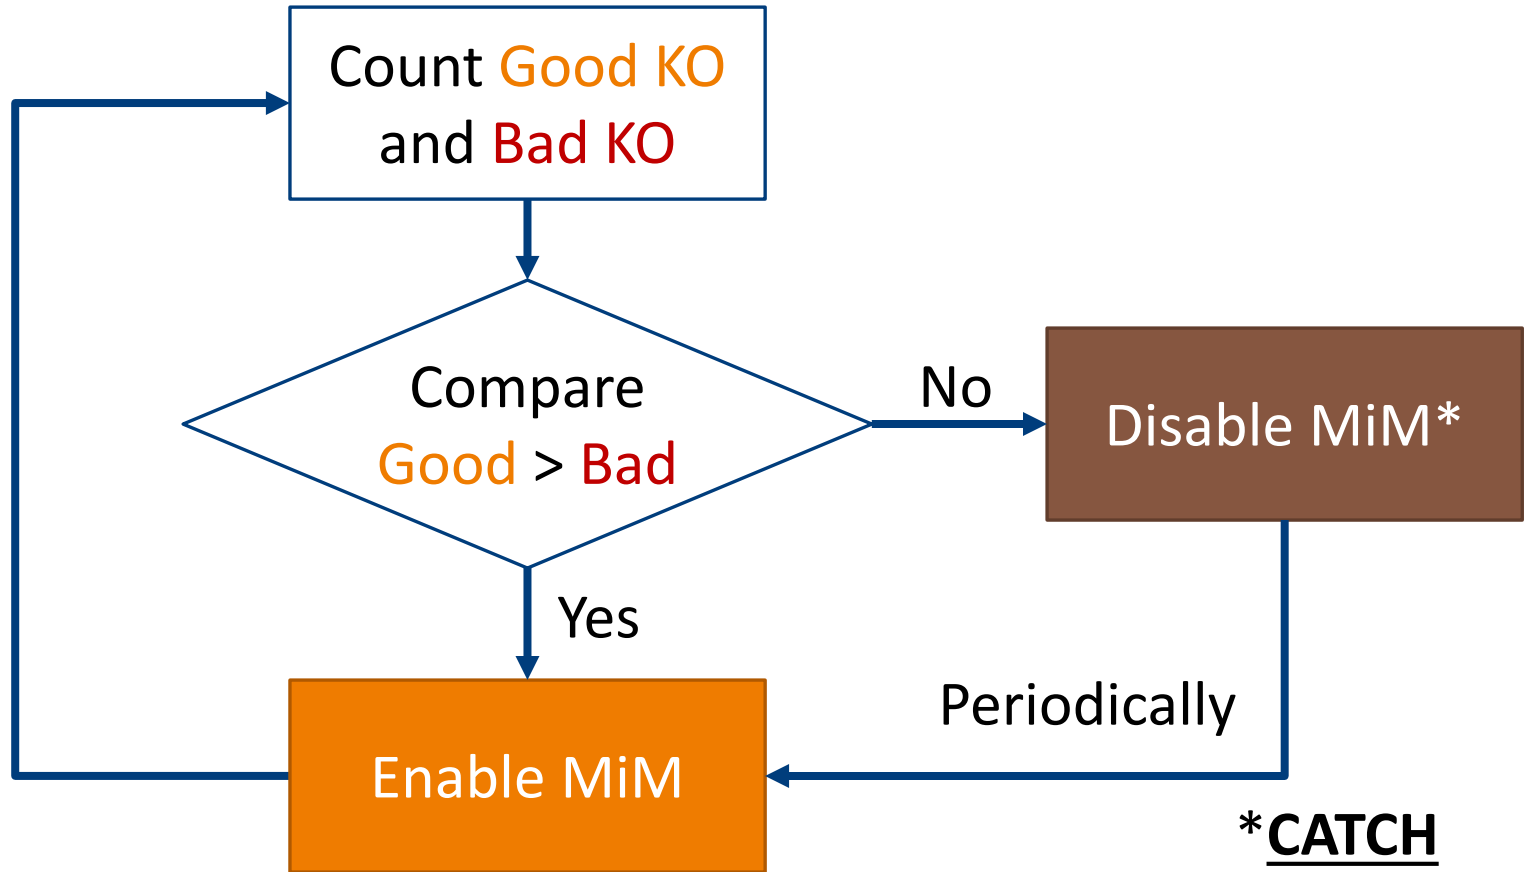 Count Good KO
and Bad KO
Compare
Good > Bad
No
Disable MiM*
Yes
Periodically
Enable MiM
*CATCH